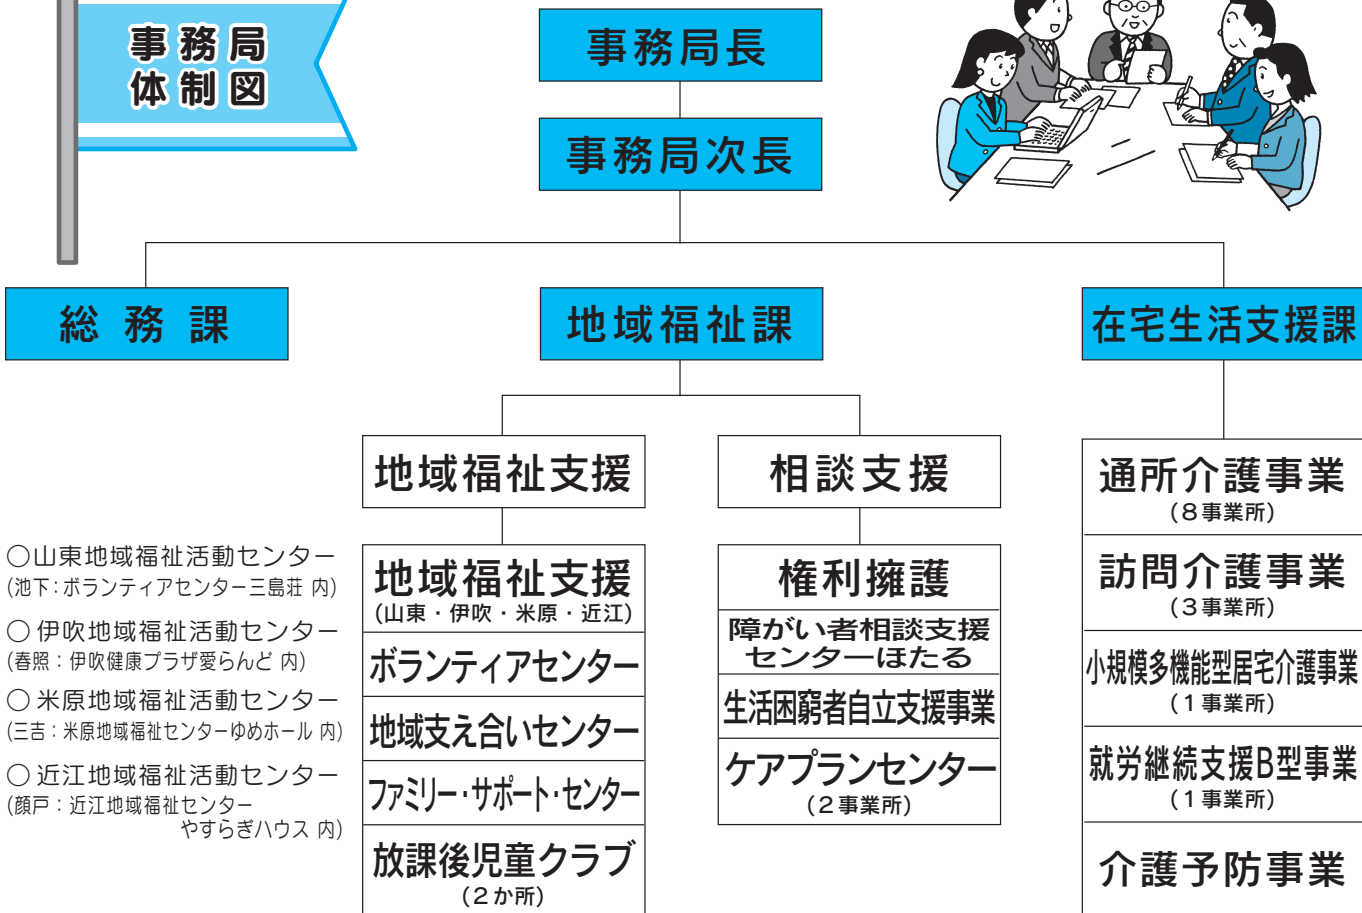 事務局
体制図
事務局長
事務局次長
総務課
地域福祉課
在宅生活支援課
地域福祉支援
相談支援
○山東地域福祉活動センター
(池下:ボランティアセンター三島荘 内)
○伊吹地域福祉活動センター
(春照:伊吹健康プラザ愛らんど 内)
○米原地域福祉活動センター
(三吉:米原地域福祉センターゆめホール 内)
○近江地域福祉活動センター
(顔戸:近江地域福祉センター
やすらぎハウス 内)
地域福祉支援
(山東・伊吹・米原・近江)
ボランティアセンター
地域支え合いセンター
ファミリー・サポート・センター
放課後児童クラブ
(2か所)
権利擁護
障がい者相談支援
センターほたる
生活困窮者自立支援事業
ケアプランセンター
(2事業所)
通所介護事業
(8事業所)
訪問介護事業
(3事業所)
小規模多機能型居宅介護事業
(1事業所)
就労継続支援B型事業
(1事業所)
介護予防事業